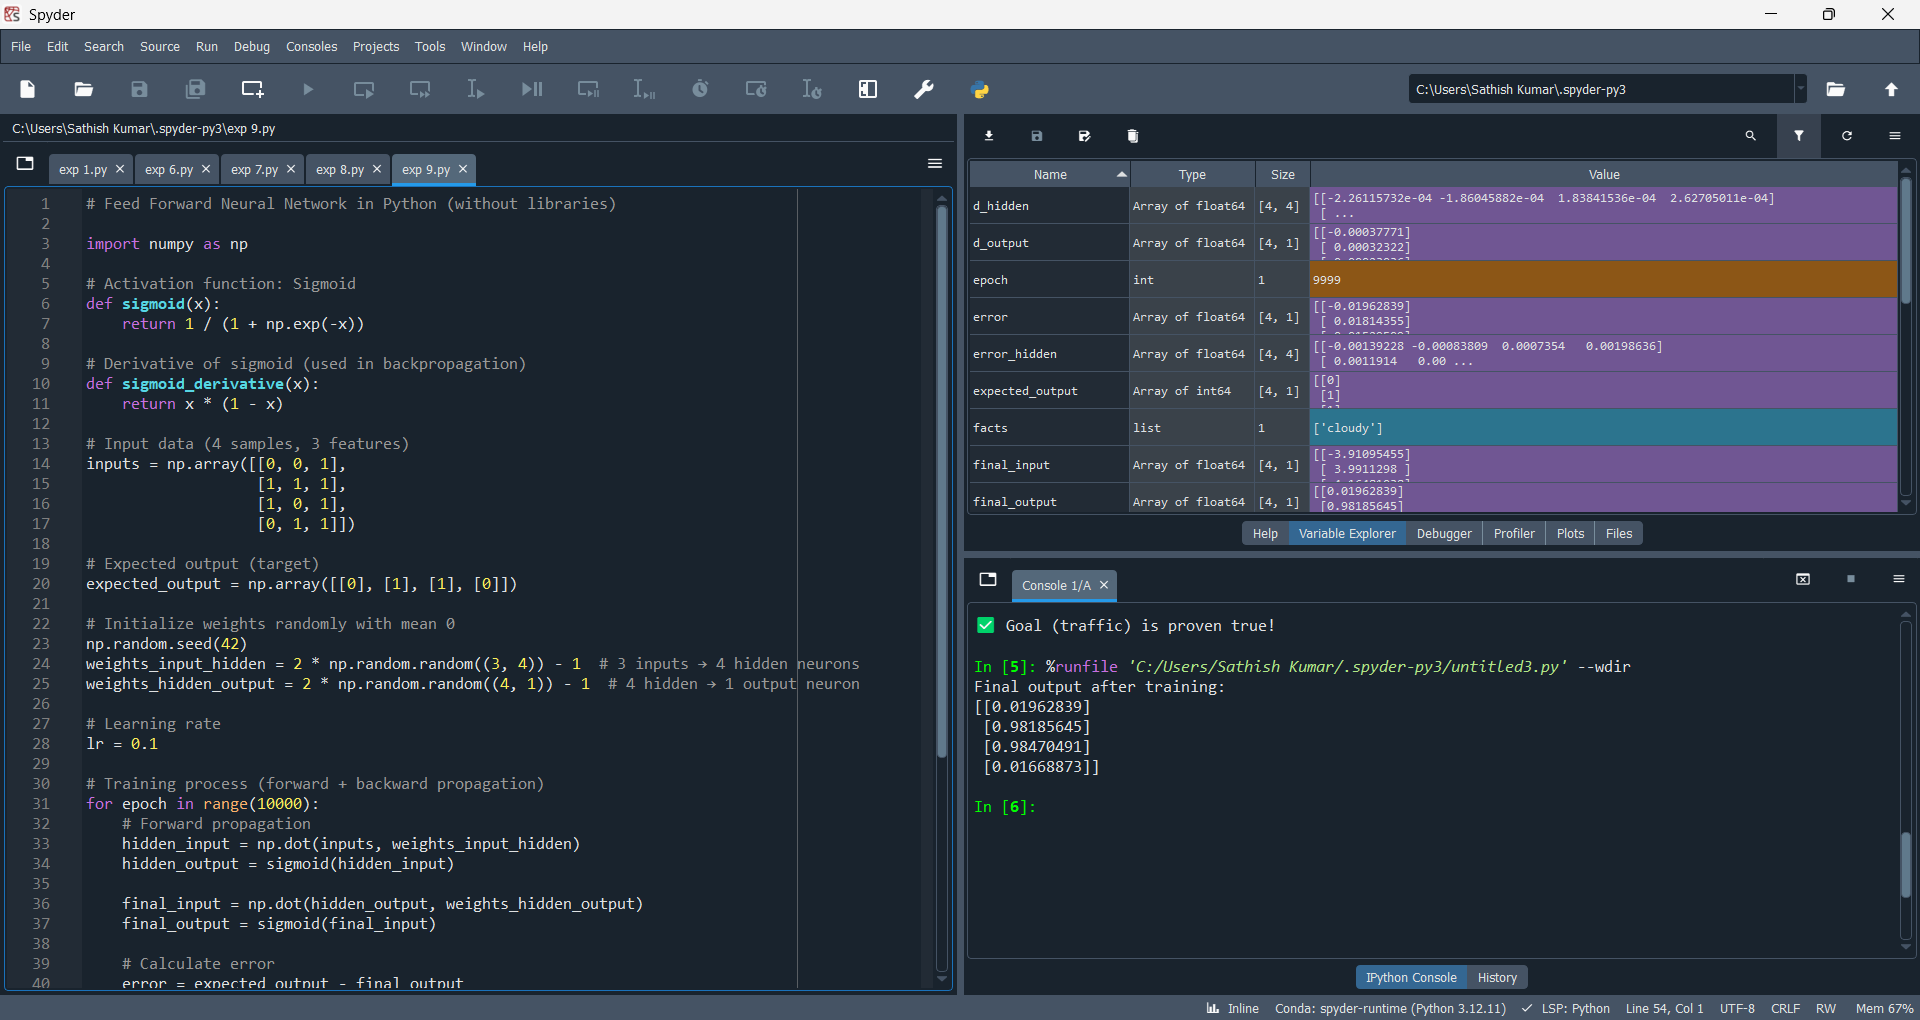 Spyder
File Edit Search Source Run Debug Consoles Projects Tools Window Help
C:\Users\Sathish Kumar\.spyder-py3
C:\Users\Sathish Kumar\.spyder-py3\exp 9.py
exp 1.py exp 6.py exp 7.py exp 8.py exp 9.py
1 # Feed Forward Neural Network in Python (without libraries)
2
3 import numpy as np
4
5 # Activation function: Sigmoid
6 def sigmoid(x):
7     return 1 / (1 + np.exp(-x))
8
9 # Derivative of sigmoid (used in backpropagation)
10 def sigmoid_derivative(x):
11     return x * (1 - x)
12
13 # Input data (4 samples, 3 features)
14 inputs = np.array([[0, 0, 1],
15                    [1, 1, 1],
16                    [1, 0, 1],
17                    [0, 1, 1]])
18
19 # Expected output (target)
20 expected_output = np.array([[0], [1], [1], [0]])
21
22 # Initialize weights randomly with mean 0
23 np.random.seed(42)
24 weights_input_hidden = 2 * np.random.random((3, 4)) - 1  # 3 inputs → 4 hidden neurons
25 weights_hidden_output = 2 * np.random.random((4, 1)) - 1  # 4 hidden → 1 output neuron
26
27 # Learning rate
28 lr = 0.1
29
30 # Training process (forward + backward propagation)
31 for epoch in range(10000):
32     # Forward propagation
33     hidden_input = np.dot(inputs, weights_input_hidden)
34     hidden_output = sigmoid(hidden_input)
35
36     final_input = np.dot(hidden_output, weights_hidden_output)
37     final_output = sigmoid(final_input)
38
39     # Calculate error
40     error = expected_output - final_output
Name Type Size Value
d_hidden Array of float64 [4, 4] [[-2.26115732e-04 -1.86045882e-04  1.83841536e-04  2.62705011e-04]
[ ...
d_output Array of float64 [4, 1] [[-0.00037771]
[ 0.00032322]
epoch int 1 9999
error Array of float64 [4, 1] [[-0.01962839]
[ 0.01814355]
error_hidden Array of float64 [4, 4] [[-0.00139228 -0.00083809  0.0007354   0.00198636]
[ 0.0011914   0.00 ...
expected_output Array of int64 [4, 1] [[0]
[1]
facts list 1 ['cloudy']
final_input Array of float64 [4, 1] [[-3.91095455]
[ 3.9911298 ]
final_output Array of float64 [4, 1] [[0.01962839]
[0.98185645]
Help Variable Explorer Debugger Profiler Plots Files
Console 1/A
✅ Goal (traffic) is proven true!
In [5]: %runfile 'C:/Users/Sathish Kumar/.spyder-py3/untitled3.py' --wdir
Final output after training:
[[0.01962839]
[0.98185645]
[0.98470491]
[0.01668873]]
In [6]:
IPython Console History
Inline Conda: spyder-runtime (Python 3.12.11) ✓ LSP: Python Line 54, Col 1 UTF-8 CRLF RW Mem 67%